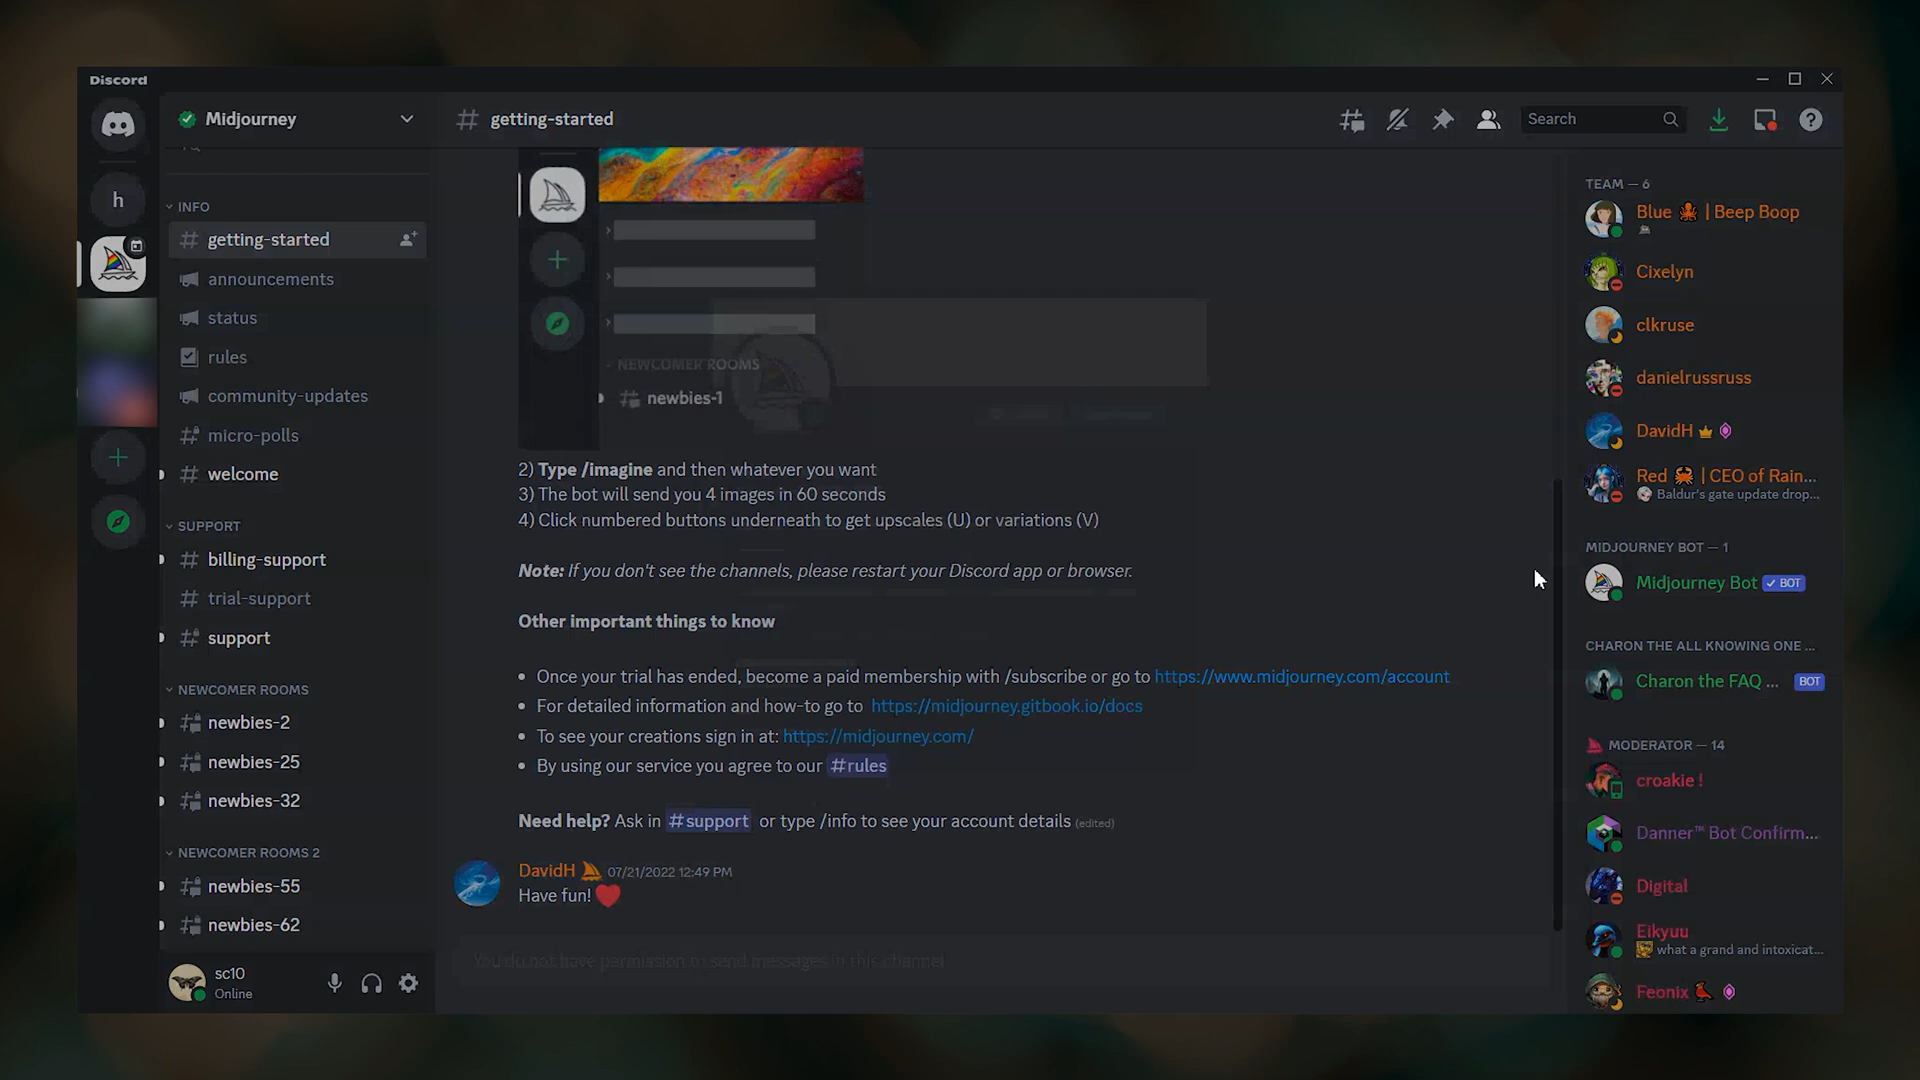 Discord
Midjourney
getting-started
Search
h
INFO
getting-started
announcements
status
rules
community-updates
micro-polls
welcome
SUPPORT
billing-support
trial-support
support
NEWCOMER ROOMS
newbies-2
newbies-25
newbies-32
NEWCOMER ROOMS 2
newbies-55
newbies-62
sc10
Online
NEWCOMER ROOMS
newbies-1
2) Type /imagine and then whatever you want
3) The bot will send you 4 images in 60 seconds
4) Click numbered buttons underneath to get upscales (U) or variations (V)
Note: If you don't see the channels, please restart your Discord app or browser.
Other important things to know
• Once your trial has ended, become a paid membership with /subscribe or go to https://www.midjourney.com/account
• For detailed information and how-to go to https://midjourney.gitbook.io/docs
• To see your creations sign in at: https://midjourney.com/
• By using our service you agree to our #rules
Need help? Ask in #support or type /info to see your account details (edited)
DavidH 07/21/2022 12:49 PM
Have fun!
You do not have permission to send messages in this channel
TEAM — 6
Blue | Beep Boop
Cixelyn
clkruse
danielrussruss
DavidH
Red | CEO of Rain...
Baldur's gate update drop...
MIDJOURNEY BOT — 1
Midjourney Bot BOT
CHARON THE ALL KNOWING ONE ...
Charon the FAQ ... BOT
MODERATOR — 14
croakie !
Danner™ Bot Confirm...
Digital
Eikyuu
what a grand and intoxicat...
Feonix